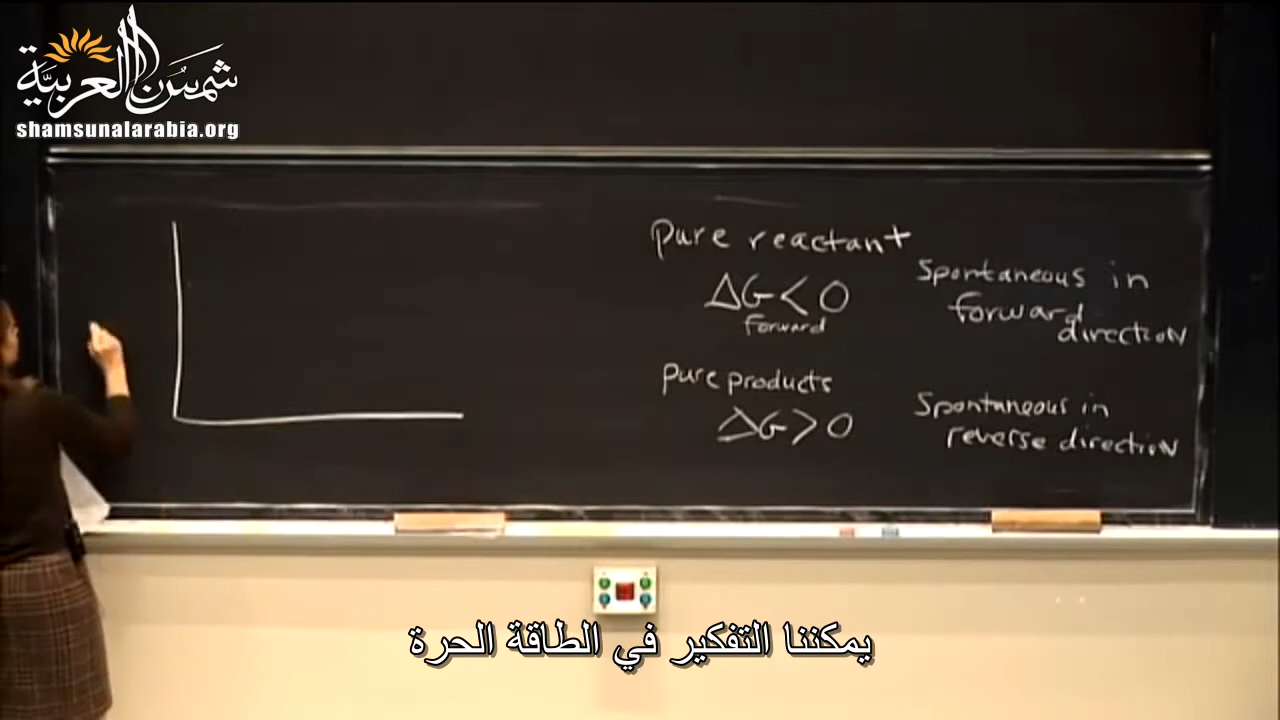 شمس العربية
shamsunalarabia.org
pure reactant
ΔG < 0
forward
Spontaneous in
forward
direction
pure products
ΔG > 0
Spontaneous in
reverse direction
يمكننا التفكير في الطاقة الحرة